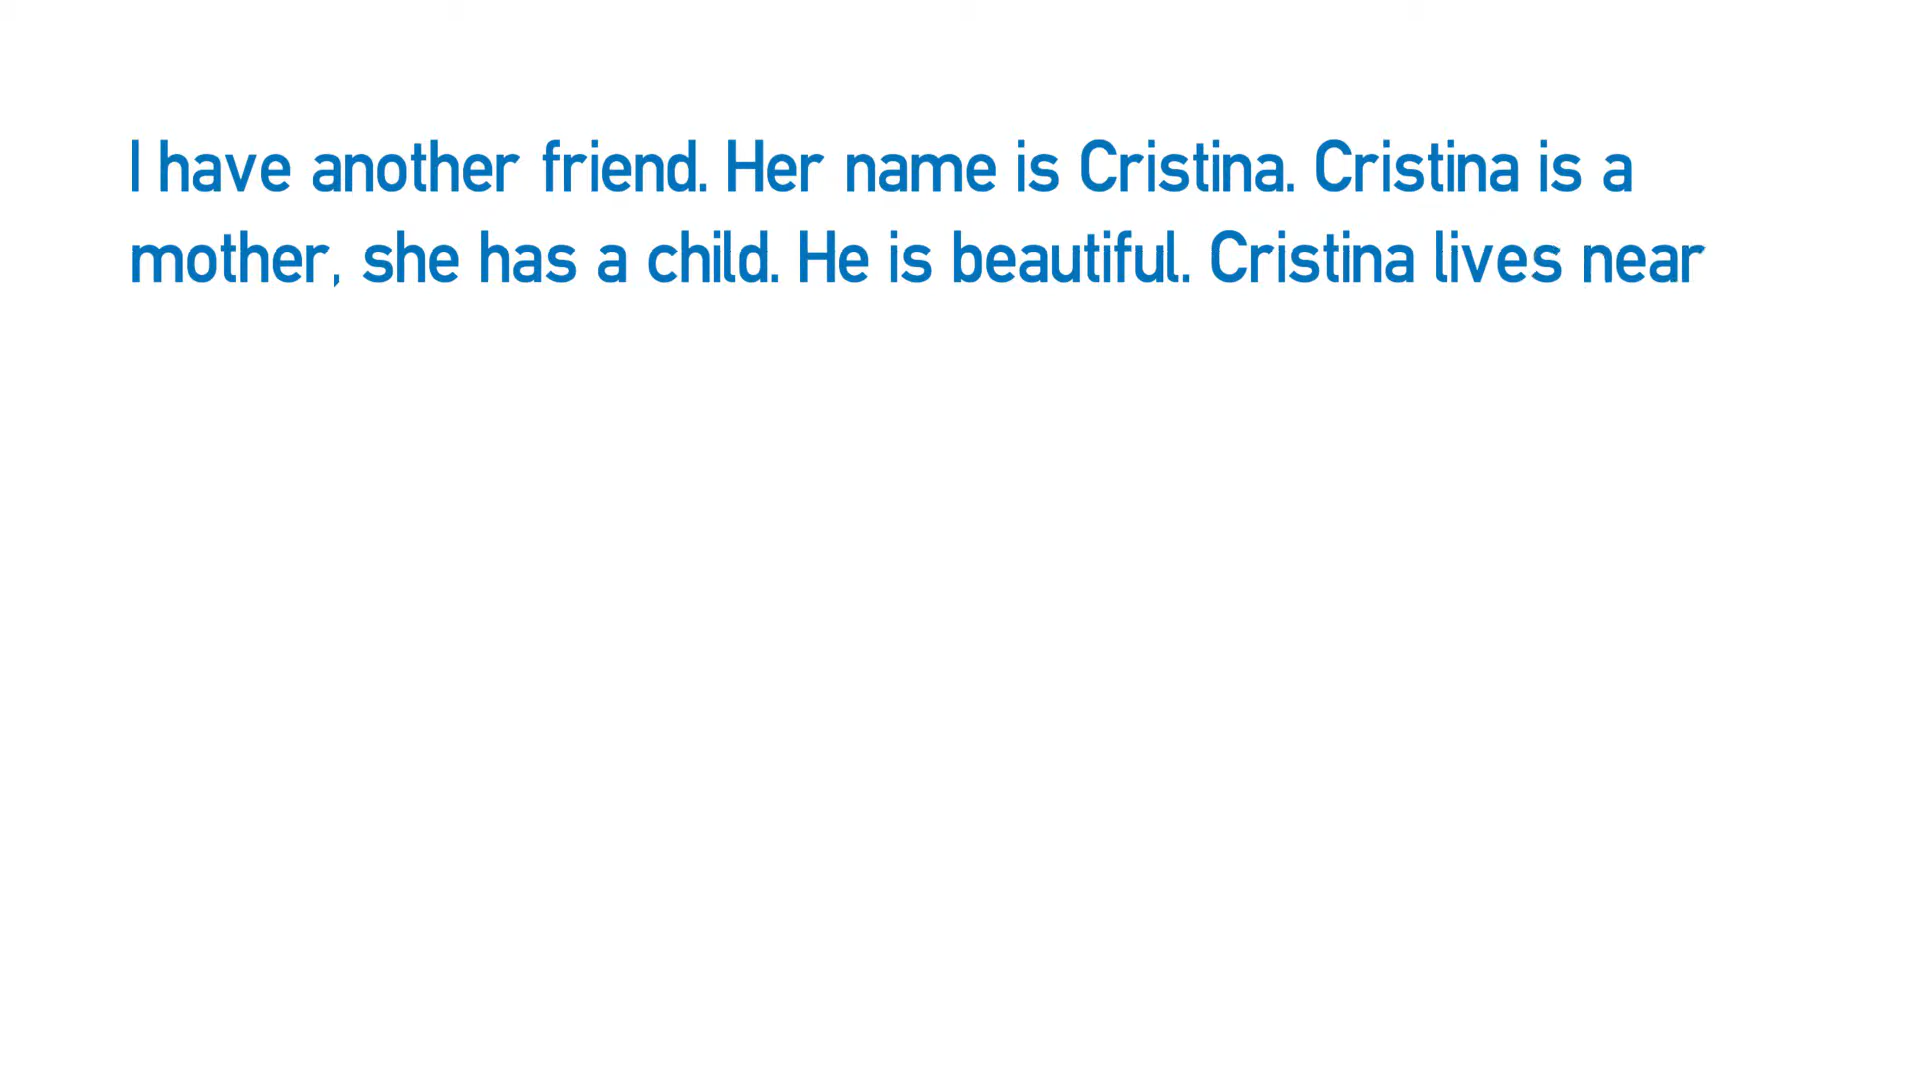 I have another friend. Her name is Cristina. Cristina is a
mother, she has a child. He is beautiful. Cristina lives near